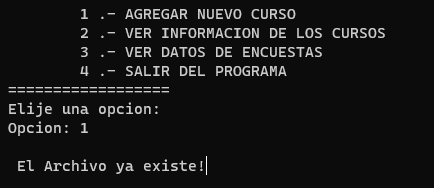 1 .- AGREGAR NUEVO CURSO
2 .- VER INFORMACION DE LOS CURSOS
3 .- VER DATOS DE ENCUESTAS
4 .- SALIR DEL PROGRAMA
==================
Elije una opcion:
Opcion: 1
El Archivo ya existe!